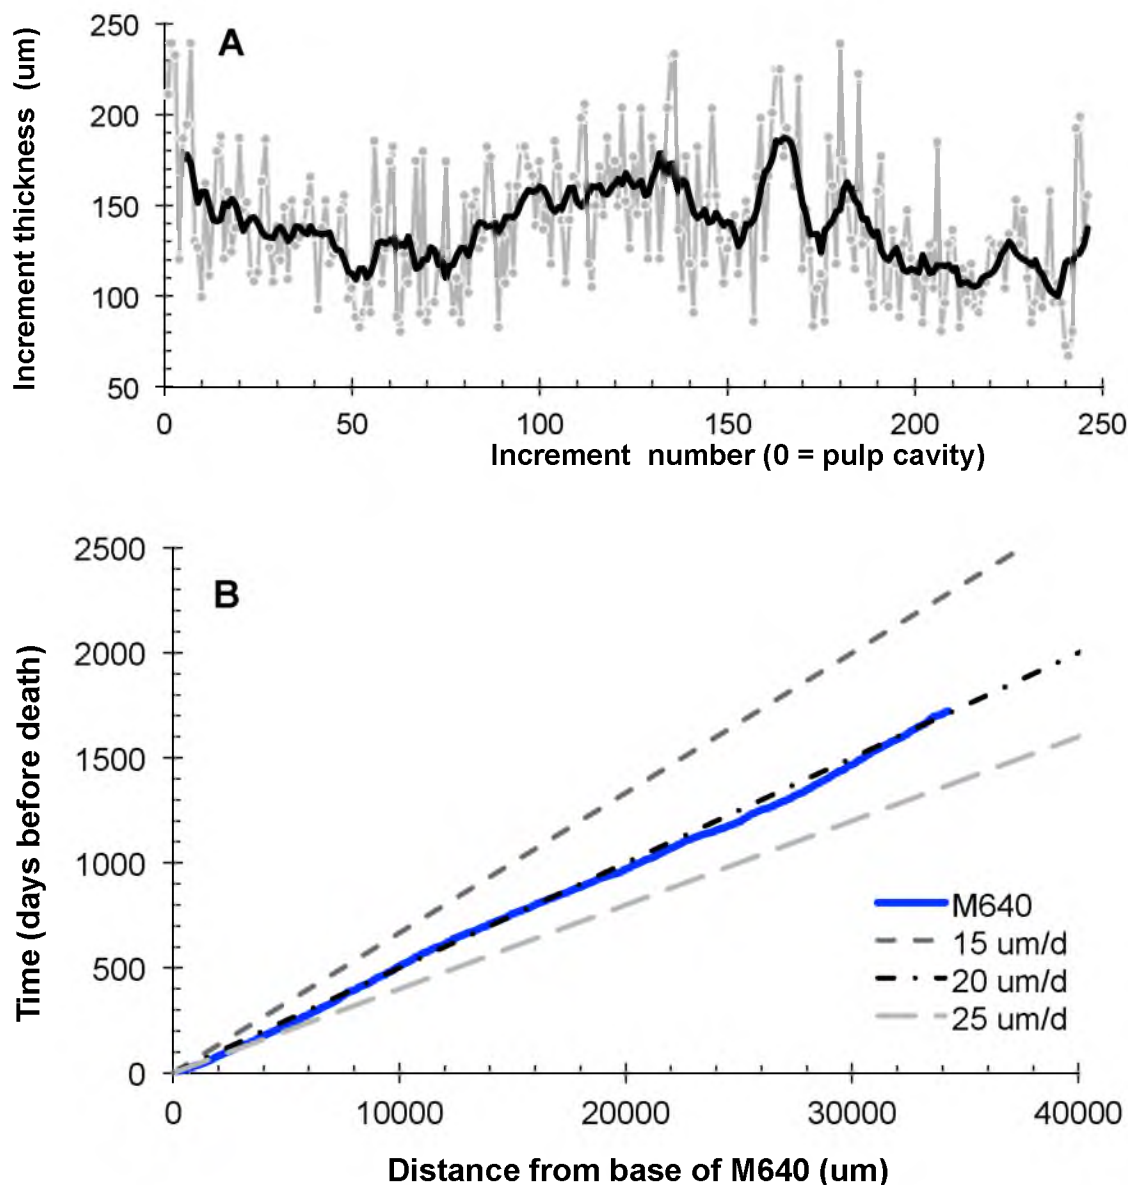 A
Increment thickness (um)
250
200
150
100
50
0
50
100
150
200
250
Increment number (0 = pulp cavity)
B
Time (days before death)
2500
2000
1500
1000
500
0
M640
15 um/d
20 um/d
25 um/d
0
10000
20000
30000
40000
Distance from base of M640 (um)